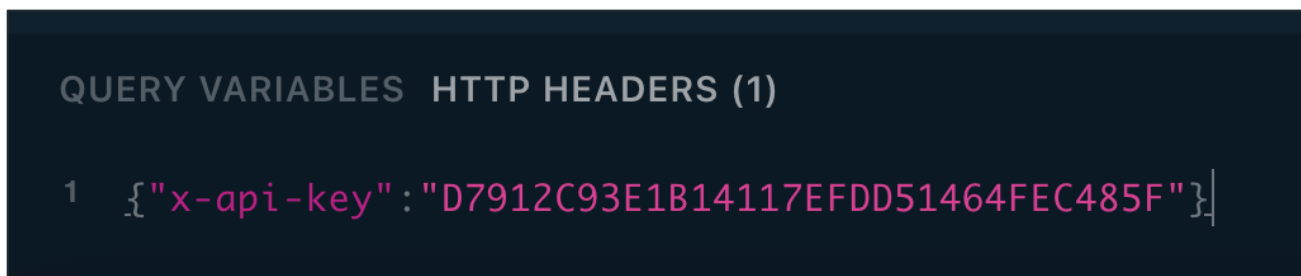 QUERY VARIABLES HTTP HEADERS (1)
1 {"x-api-key":"D7912C93E1B14117EFDD51464FEC485F"}